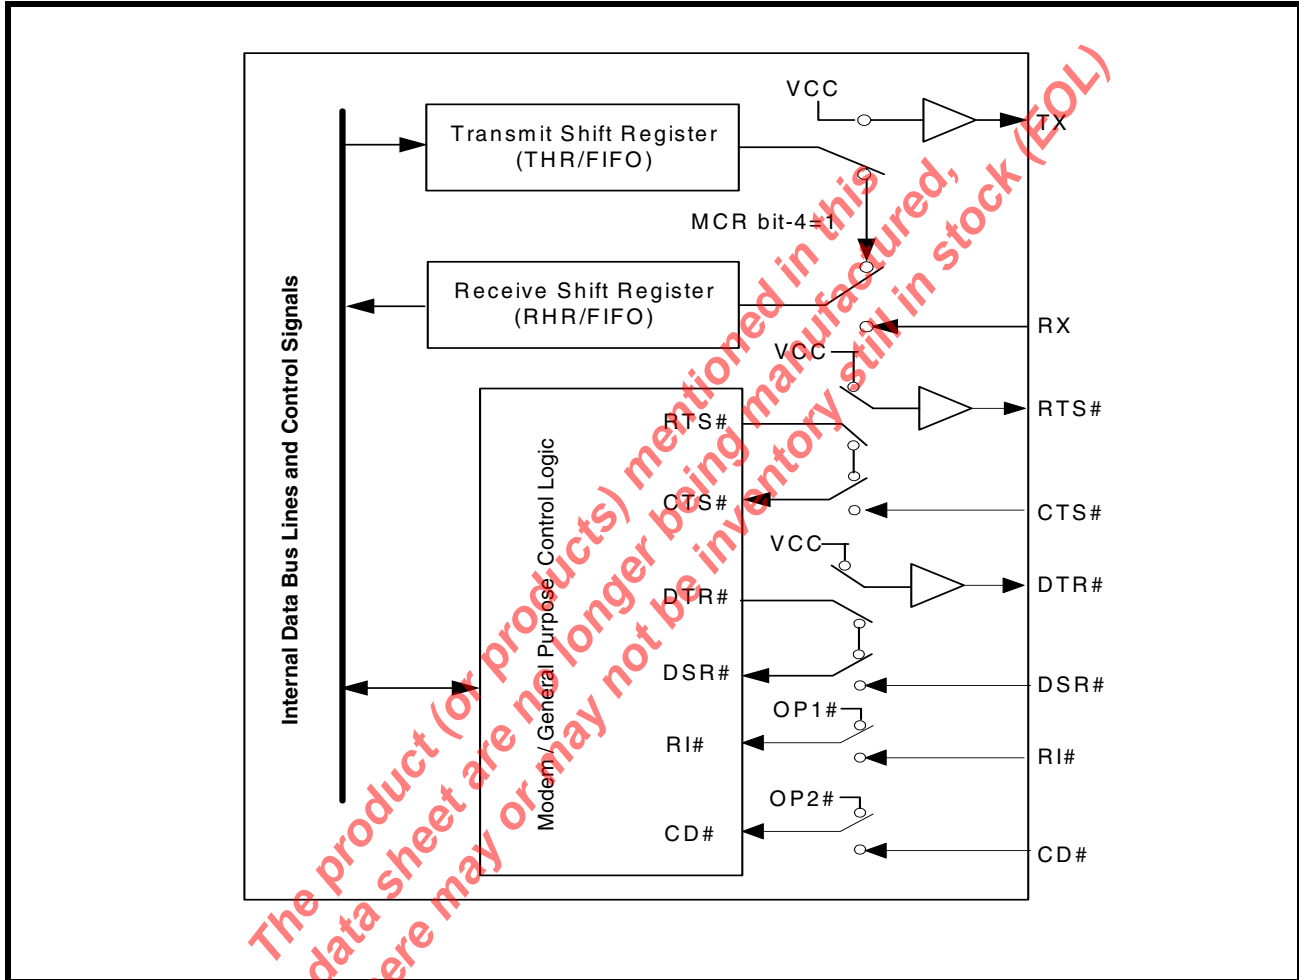 VCC
TX
Transmit Shift Register
(THR/FIFO)
MCR bit-4=1
Receive Shift Register
(RHR/FIFO)
RX
VCC
RTS#
RTS#
CTS#
CTS#
VCC
DTR#
DTR#
DSR#
DSR#
OP1#
RI#
RI#
OP2#
CD#
CD#
Internal Data Bus Lines and Control Signals
Modem / General Purpose Control Logic
The product (or products) mentioned in this
data sheet are no longer being manufactured,
ere may or may not be inventory still in stock (EOL)